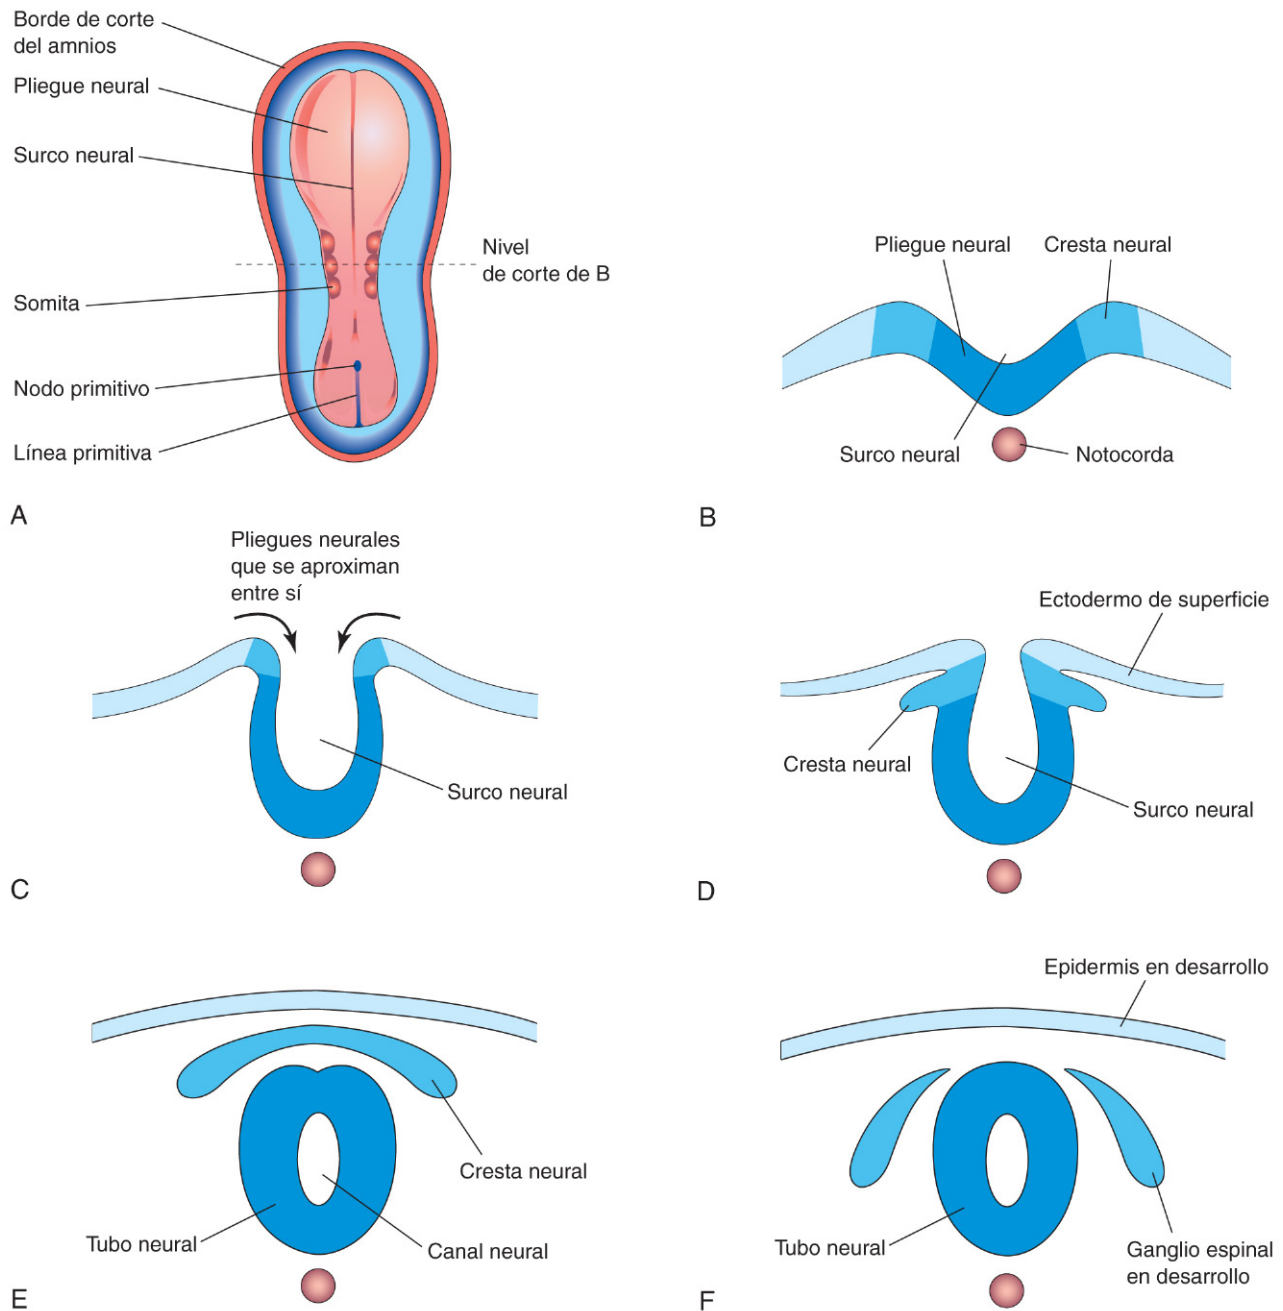 Borde de corte
del amnios
Pliegue neural
Surco neural
Nivel
de corte de B
Somita
Nodo primitivo
Línea primitiva
A
Pliegue neural
Cresta neural
Surco neural
Notocorda
B
Pliegues neurales
que se aproximan
entre sí
Surco neural
C
Ectodermo de superficie
Cresta neural
Surco neural
D
Cresta neural
Tubo neural
Canal neural
E
Epidermis en desarrollo
Tubo neural
Ganglio espinal
en desarrollo
F